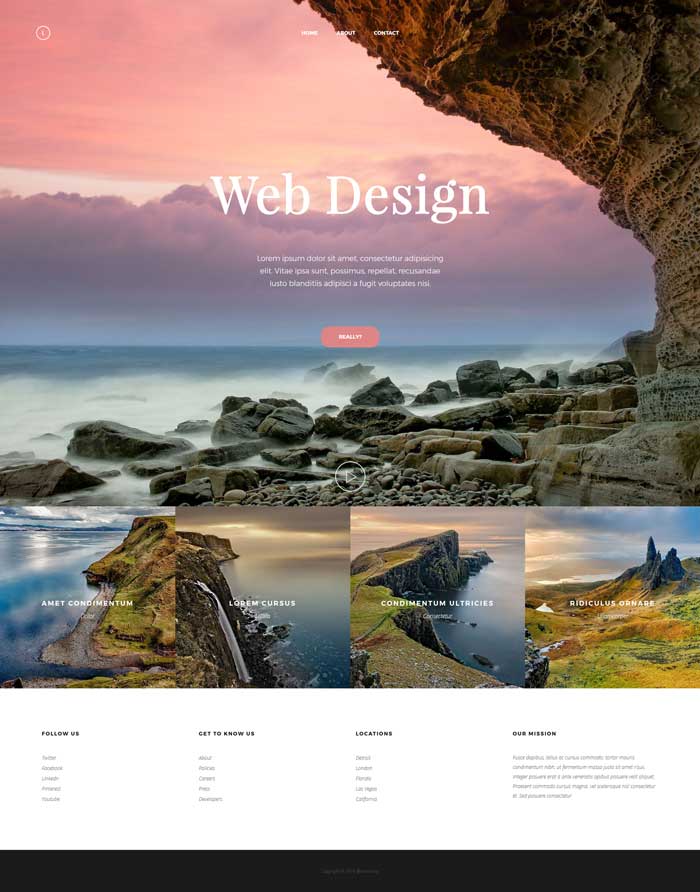 HOME ABOUT CONTACT
Web Design
Lorem ipsum dolor sit amet, consectetur adipisicing
elit. Vitae ipsa sunt, possimus, repellat, recusandae
iusto blanditiis adipisci a fugit voluptates nisi.
REALLY?
AMET CONDIMENTUM
Dolor
LOREM CURSUS
CONDIMENTUM ULTRICIES
Consectetur
RIDICULUS ORNARE
Ullamcorper
FOLLOW US
Twitter
Facebook
Linkedin
Pinterest
Youtube
GET TO KNOW US
About
Policies
Careers
Press
Developers
LOCATIONS
Detroit
London
Florida
Las Vegas
California
OUR MISSION
Fusce dapibus, tellus ac cursus commodo, tortor mauris
condimentum nibh, ut fermentum massa justo sit amet risus.
Integer posuere erat a ante venenatis dapibus posuere velit aliquet.
Praesent commodo cursus magna, vel scelerisque nisl consectetur
et. Sed posuere consectetur